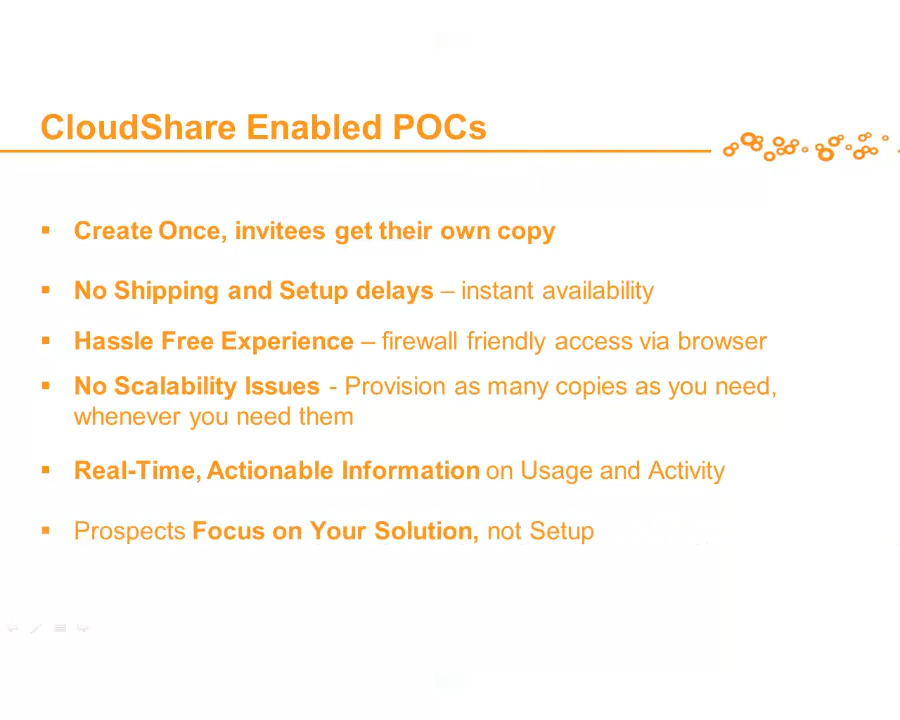 CloudShare Enabled POCs
▪ Create Once, invitees get their own copy
▪ No Shipping and Setup delays – instant availability
▪ Hassle Free Experience – firewall friendly access via browser
▪ No Scalability Issues - Provision as many copies as you need,
whenever you need them
▪ Real-Time, Actionable Information on Usage and Activity
▪ Prospects Focus on Your Solution, not Setup